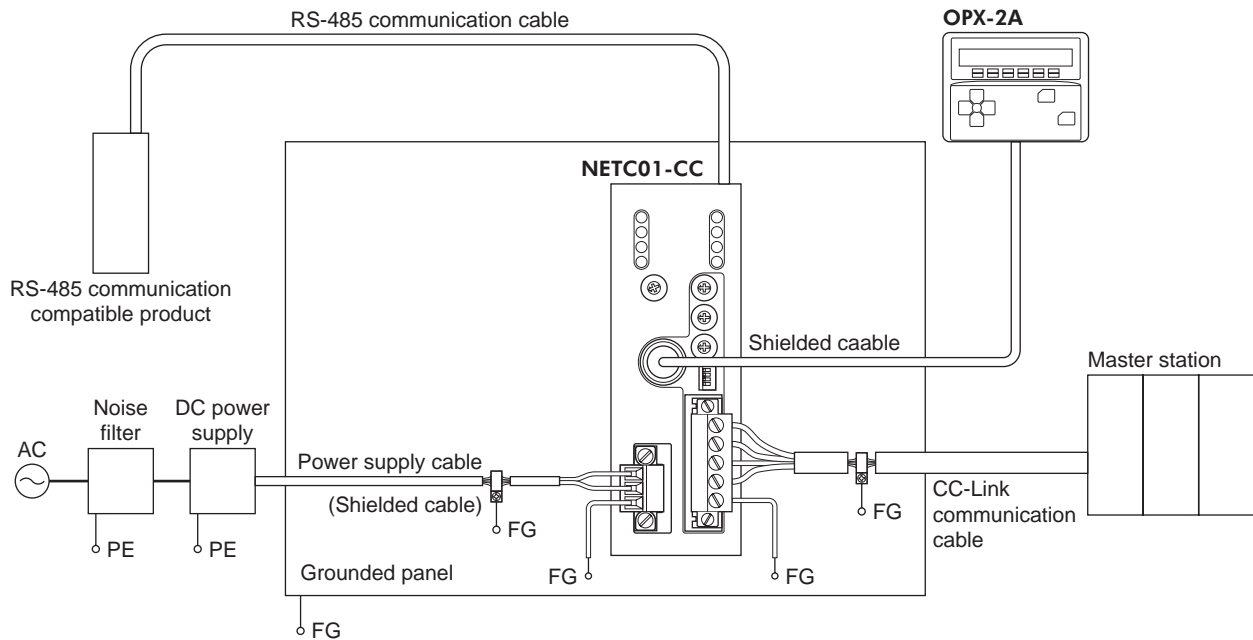 RS-485 communication cable
OPX-2A
NETC01-CC
RS-485 communication
compatible product
Shielded caable
Master station
Noise
filter
DC power
supply
AC
Power supply cable
(Shielded cable)
FG
FG
CC-Link
communication
cable
PE
PE
FG
FG
Grounded panel
FG